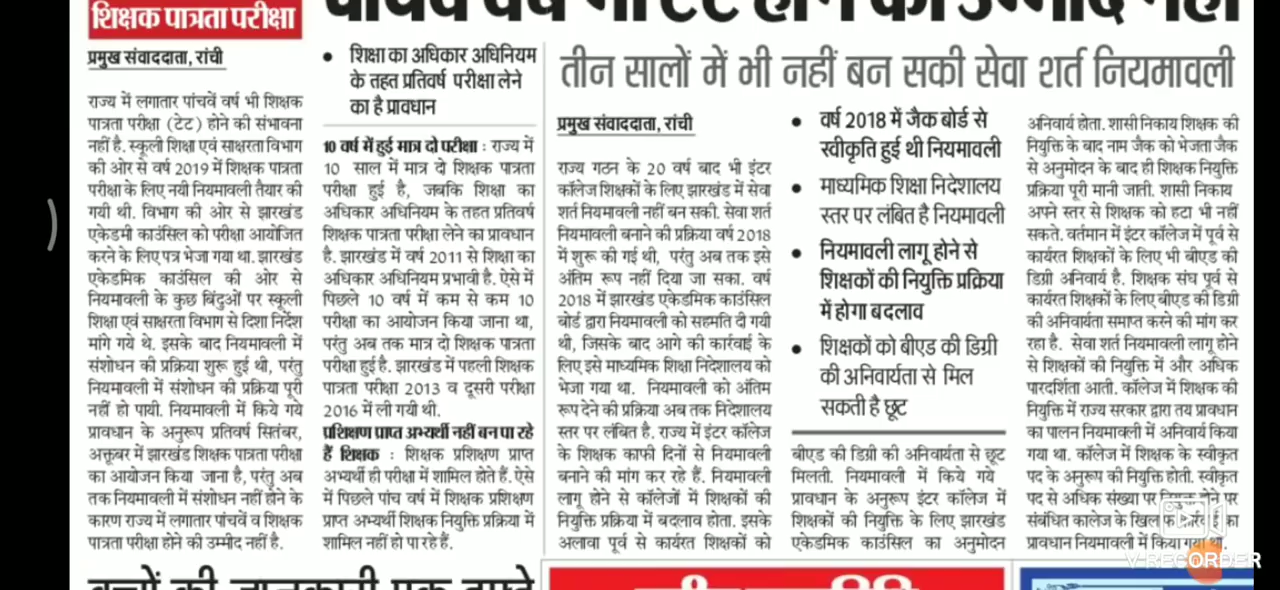 शिक्षक पात्रता परीक्षा
प्रमुख संवाददाता, रांची
राज्य में लगातार पांचवें वर्ष भी शिक्षक
पात्रता परीक्षा (टेट) होने की संभावना
नहीं है. स्कूली शिक्षा एवं साक्षरता विभाग
की ओर से वर्ष 2019 में शिक्षक पात्रता
परीक्षा के लिए नयी नियमावली तैयार की
गयी थी. विभाग की ओर से झारखंड
एकेडमी काउंसिल को परीक्षा आयोजित
करने के लिए पत्र भेजा गया था. झारखंड
एकेडमिक काउंसिल की ओर से
नियमावली के कुछ बिंदुओं पर स्कूली
शिक्षा एवं साक्षरता विभाग से दिशा निर्देश
मांगे गये थे. इसके बाद नियमावली में
संशोधन की प्रक्रिया शुरू हुई थी, परंतु
नियमावली में संशोधन की प्रक्रिया पूरी
नहीं हो पायी. नियमावली में किये गये
प्रावधान के अनुरूप प्रतिवर्ष सितंबर,
अक्तूबर में झारखंड शिक्षक पात्रता परीक्षा
का आयोजन किया जाना है, परंतु अब
तक नियमावली में संशोधन नहीं होने के
कारण राज्य में लगातार पांचवें व शिक्षक
पात्रता परीक्षा होने की उम्मीद नहीं है.
पांचवें वर्ष भी टेट होने की उम्मीद नहीं
• शिक्षा का अधिकार अधिनियम
के तहत प्रतिवर्ष परीक्षा लेने
का है प्रावधान
10 वर्ष में हुई मात्र दो परीक्षा : राज्य में
10 साल में मात्र दो शिक्षक पात्रता
परीक्षा हुई है, जबकि शिक्षा का
अधिकार अधिनियम के तहत प्रतिवर्ष
शिक्षक पात्रता परीक्षा लेने का प्रावधान
है. झारखंड में वर्ष 2011 से शिक्षा का
अधिकार अधिनियम प्रभावी है. ऐसे में
पिछले 10 वर्ष में कम से कम 10
परीक्षा का आयोजन किया जाना था,
परंतु अब तक मात्र दो शिक्षक पात्रता
परीक्षा हुई है. झारखंड में पहली शिक्षक
पात्रता परीक्षा 2013 व दूसरी परीक्षा
2016 में ली गयी थी.
प्रशिक्षण प्राप्त अभ्यर्थी नहीं बन पा रहे
हैं शिक्षक : शिक्षक प्रशिक्षण प्राप्त
अभ्यर्थी ही परीक्षा में शामिल होते हैं. ऐसे
में पिछले पांच वर्ष में शिक्षक प्रशिक्षण
प्राप्त अभ्यर्थी शिक्षक नियुक्ति प्रक्रिया में
शामिल नहीं हो पा रहे हैं.
तीन सालों में भी नहीं बन सकी सेवा शर्त नियमावली
प्रमुख संवाददाता, रांची
राज्य गठन के 20 वर्ष बाद भी इंटर
कॉलेज शिक्षकों के लिए झारखंड में सेवा
शर्त नियमावली नहीं बन सकी. सेवा शर्त
नियमावली बनाने की प्रक्रिया वर्ष 2018
में शुरू की गई थी, परंतु अब तक इसे
अंतिम रूप नहीं दिया जा सका. वर्ष
2018 में झारखंड एकेडमिक काउंसिल
बोर्ड द्वारा नियमावली को सहमति दी गयी
थी, जिसके बाद आगे की कार्रवाई के
लिए इसे माध्यमिक शिक्षा निदेशालय को
भेजा गया था. नियमावली को अंतिम
रूप देने की प्रक्रिया अब तक निदेशालय
स्तर पर लंबित है. राज्य में इंटर कॉलेज
के शिक्षक काफी दिनों से नियमावली
बनाने की मांग कर रहे हैं. नियमावली
लागू होने से कॉलेजों में शिक्षकों की
नियुक्ति प्रक्रिया में बदलाव होता. इसके
अलावा पूर्व से कार्यरत शिक्षकों को
• वर्ष 2018 में जैक बोर्ड से
स्वीकृति हुई थी नियमावली
• माध्यमिक शिक्षा निदेशालय
स्तर पर लंबित है नियमावली
• नियमावली लागू होने से
शिक्षकों की नियुक्ति प्रक्रिया
में होगा बदलाव
• शिक्षकों को बीएड की डिग्री
की अनिवार्यता से मिल
सकती है छूट
बीएड की डिग्री की अनिवार्यता से छूट
मिलती. नियमावली में किये गये
प्रावधान के अनुरूप इंटर कॉलेज में
शिक्षकों की नियुक्ति के लिए झारखंड
एकेडमिक काउंसिल का अनुमोदन
अनिवार्य होता. शासी निकाय शिक्षक की
नियुक्ति के बाद नाम जैक को भेजता जैक
से अनुमोदन के बाद ही शिक्षक नियुक्ति
प्रक्रिया पूरी मानी जाती. शासी निकाय
अपने स्तर से शिक्षक को हटा भी नहीं
सकते. वर्तमान में इंटर कॉलेज में पूर्व से
कार्यरत शिक्षकों के लिए भी बीएड की
डिग्री अनिवार्य है. शिक्षक संघ पूर्व से
कार्यरत शिक्षकों के लिए बीएड की डिग्री
की अनिवार्यता समाप्त करने की मांग कर
रहा है. सेवा शर्त नियमावली लागू होने
से शिक्षकों की नियुक्ति में और अधिक
पारदर्शिता आती. कॉलेज में शिक्षक की
नियुक्ति में राज्य सरकार द्वारा तय प्रावधान
का पालन नियमावली में अनिवार्य किया
गया था. कॉलेज में शिक्षक के स्वीकृत
पद के अनुरूप की नियुक्ति होती. स्वीकृत
पद से अधिक संख्या पर होने पर
संबंधित कालेज के का
प्रावधान नियमावली में किया गया था.
V RECORDER